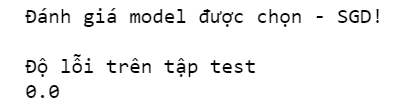 Đánh giá model được chọn - SGD!
Độ lỗi trên tập test
0.0